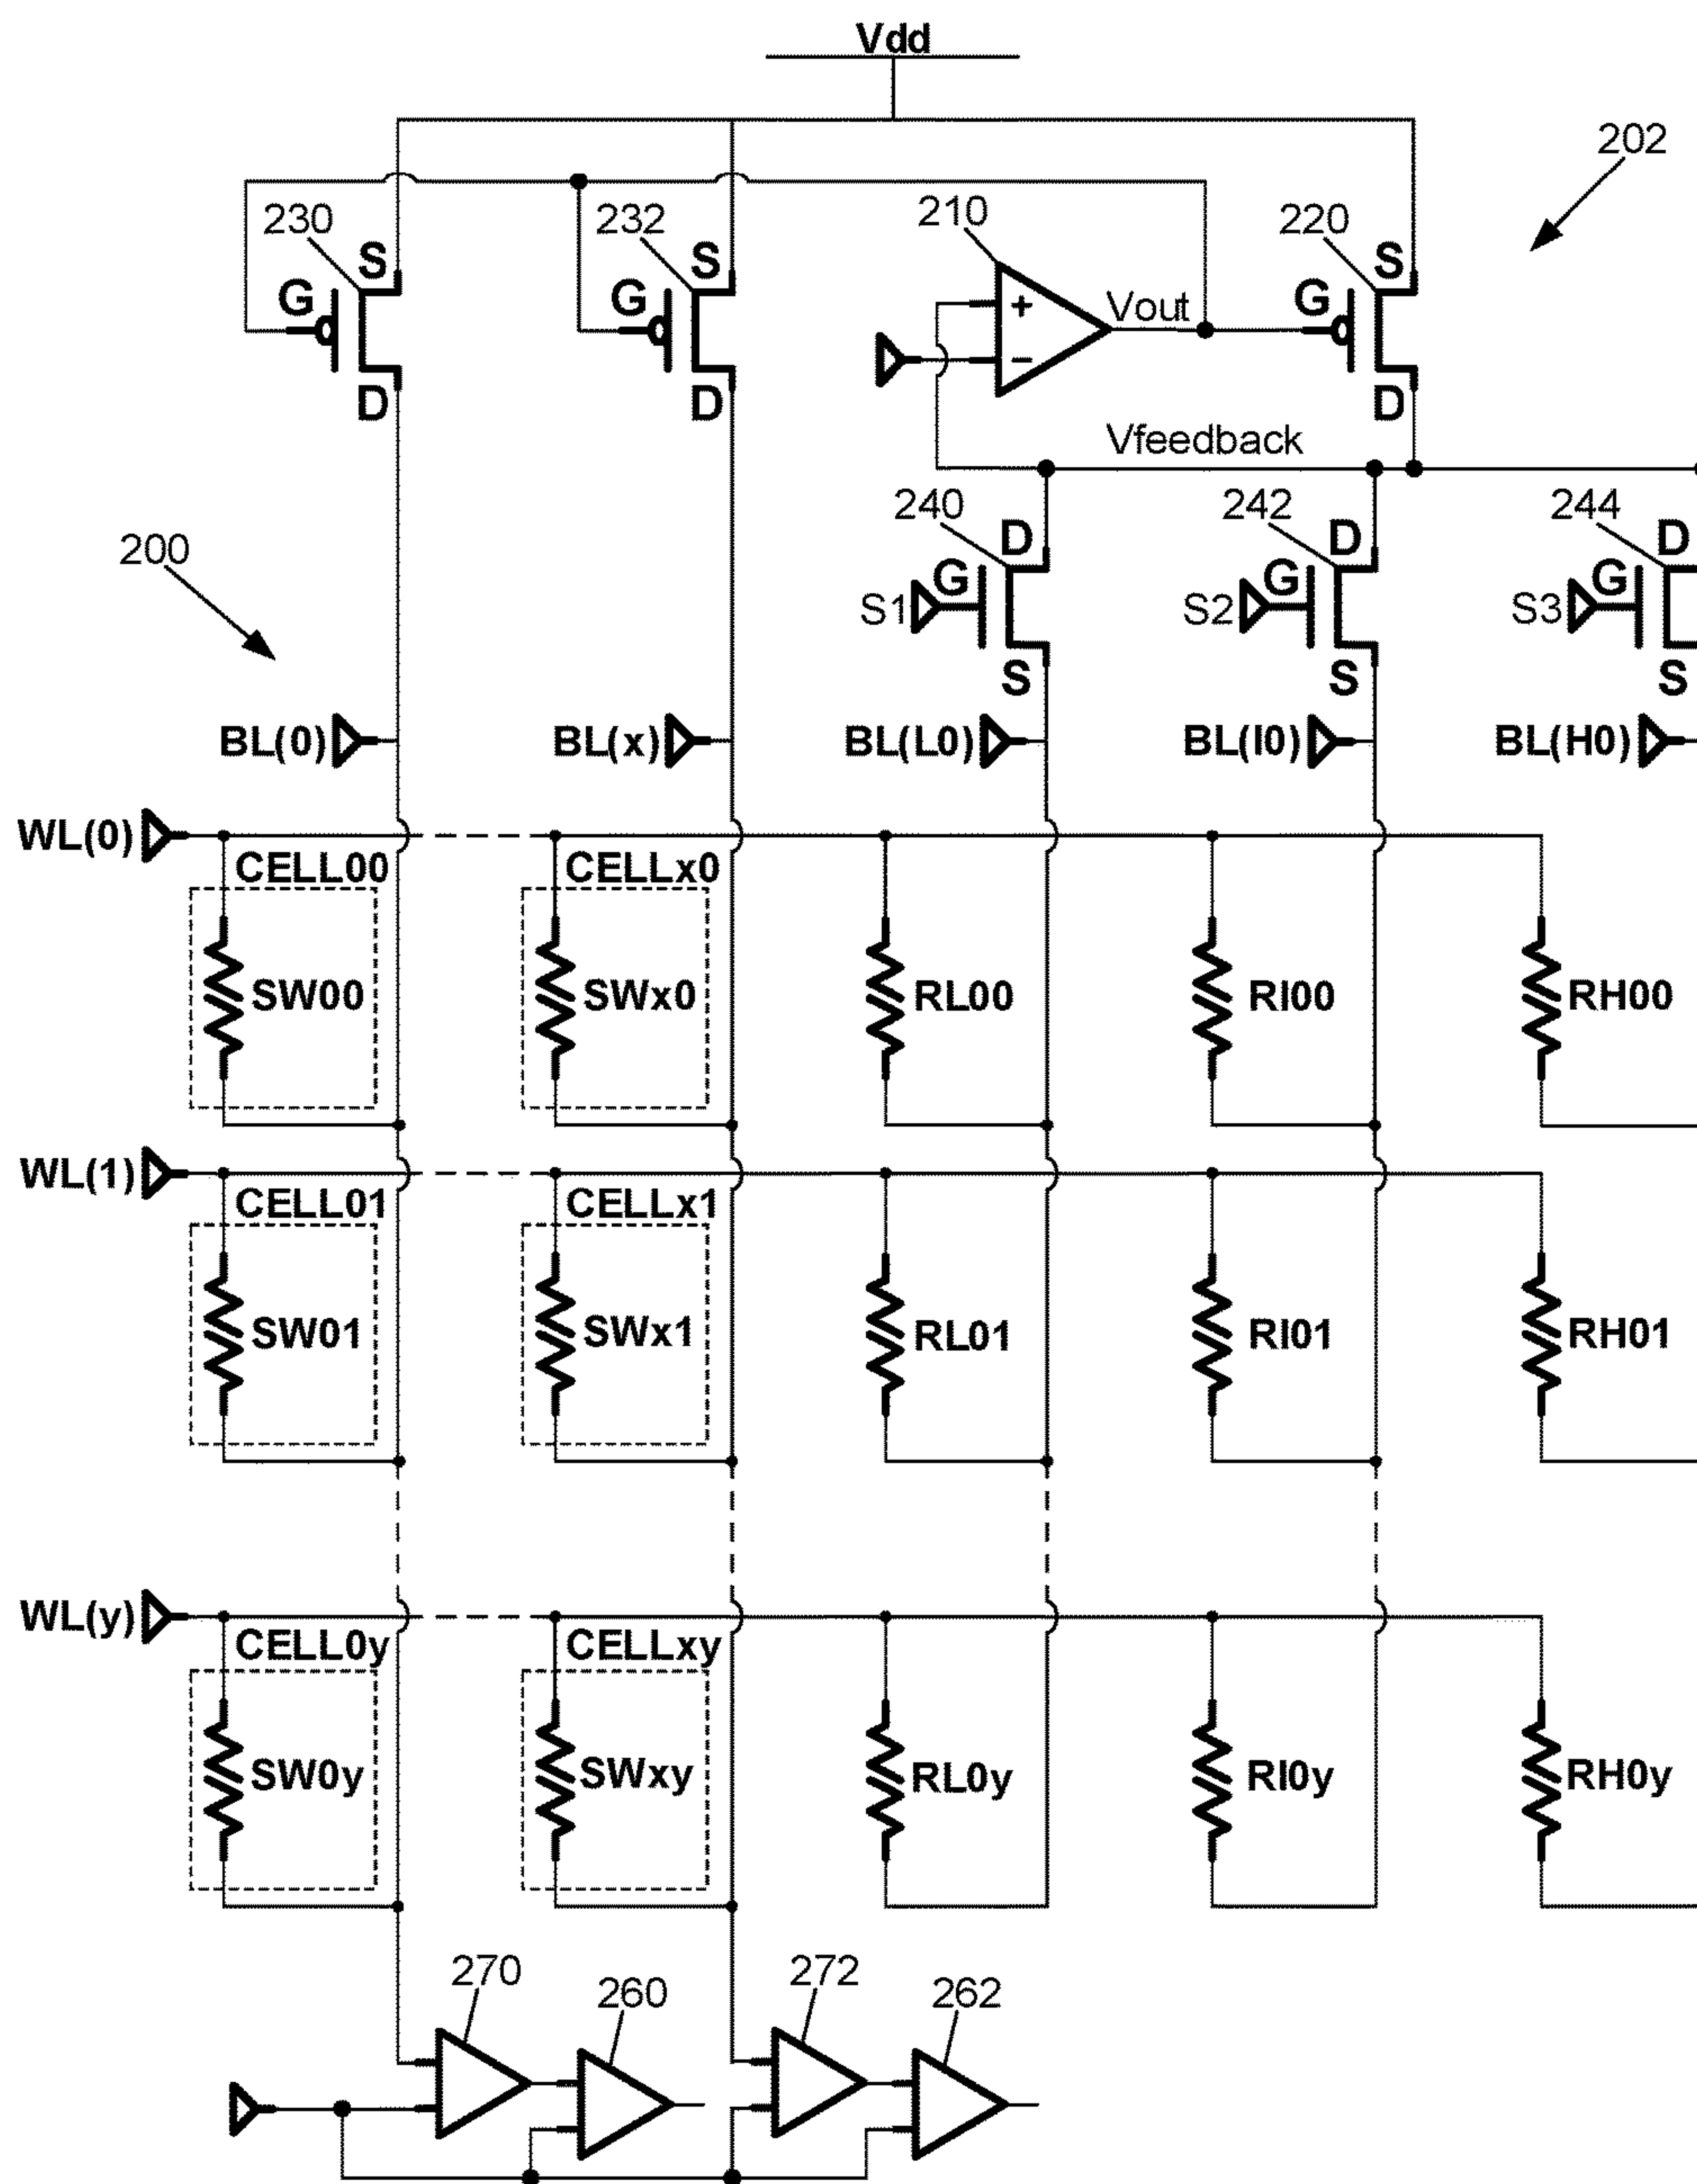 Vdd
202
230
232
210
220
S
S
S
G
G
+
Vout
G
−
D
D
D
Vfeedback
240
242
244
200
D
D
D
G
G
G
S1
S2
S3
S
S
S
BL(0)
BL(x)
BL(L0)
BL(I0)
BL(H0)
WL(0)
CELL00
CELLx0
SW00
SWx0
RL00
RI00
RH00
WL(1)
CELL01
CELLx1
SW01
SWx1
RL01
RI01
RH01
WL(y)
CELL0y
CELLxy
SW0y
SWxy
RL0y
RI0y
RH0y
270
260
272
262